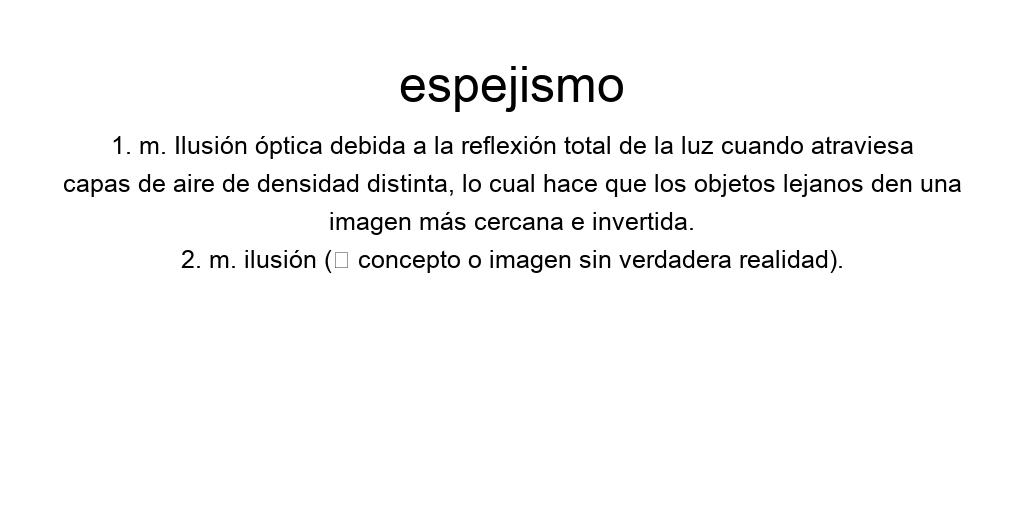 espejismo
1. m. Ilusión óptica debida a la reflexión total de la luz cuando atraviesa
capas de aire de densidad distinta, lo cual hace que los objetos lejanos den una
imagen más cercana e invertida.
2. m. ilusión (□ concepto o imagen sin verdadera realidad).